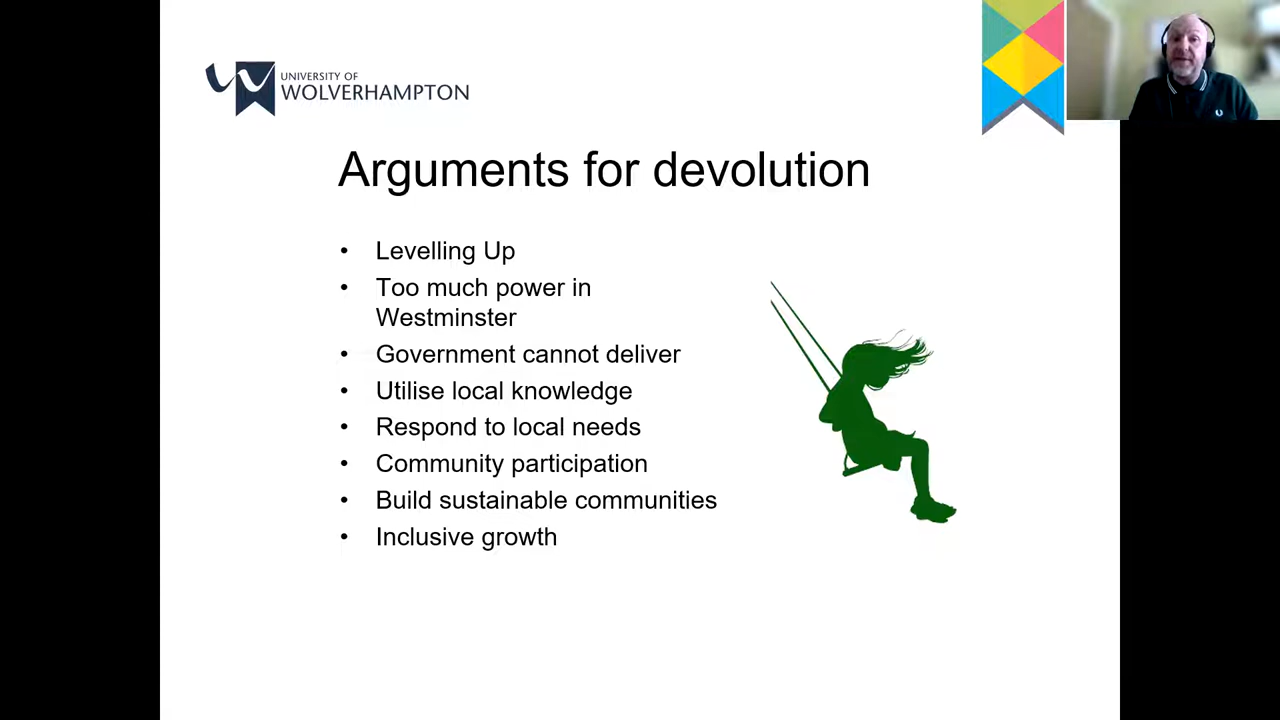 UNIVERSITY OF
WOLVERHAMPTON
Arguments for devolution
• Levelling Up
• Too much power in
Westminster
• Government cannot deliver
• Utilise local knowledge
• Respond to local needs
• Community participation
• Build sustainable communities
• Inclusive growth